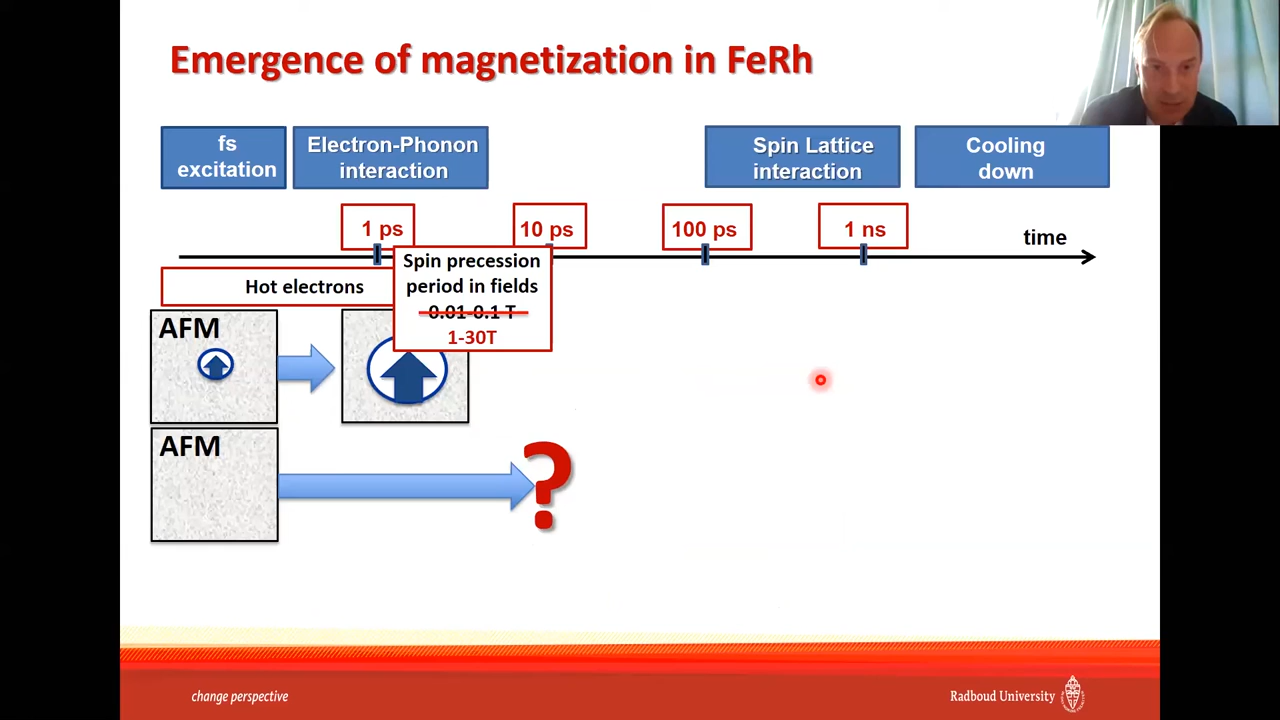 Emergence of magnetization in FeRh
fs
excitation
Electron-Phonon
interaction
Spin Lattice
interaction
Cooling
down
1 ps
10 ps
100 ps
1 ns
time
Hot electrons
Spin precession
period in fields
0.01-0.1 T
1-30T
AFM
AFM
?
change perspective
Radboud University